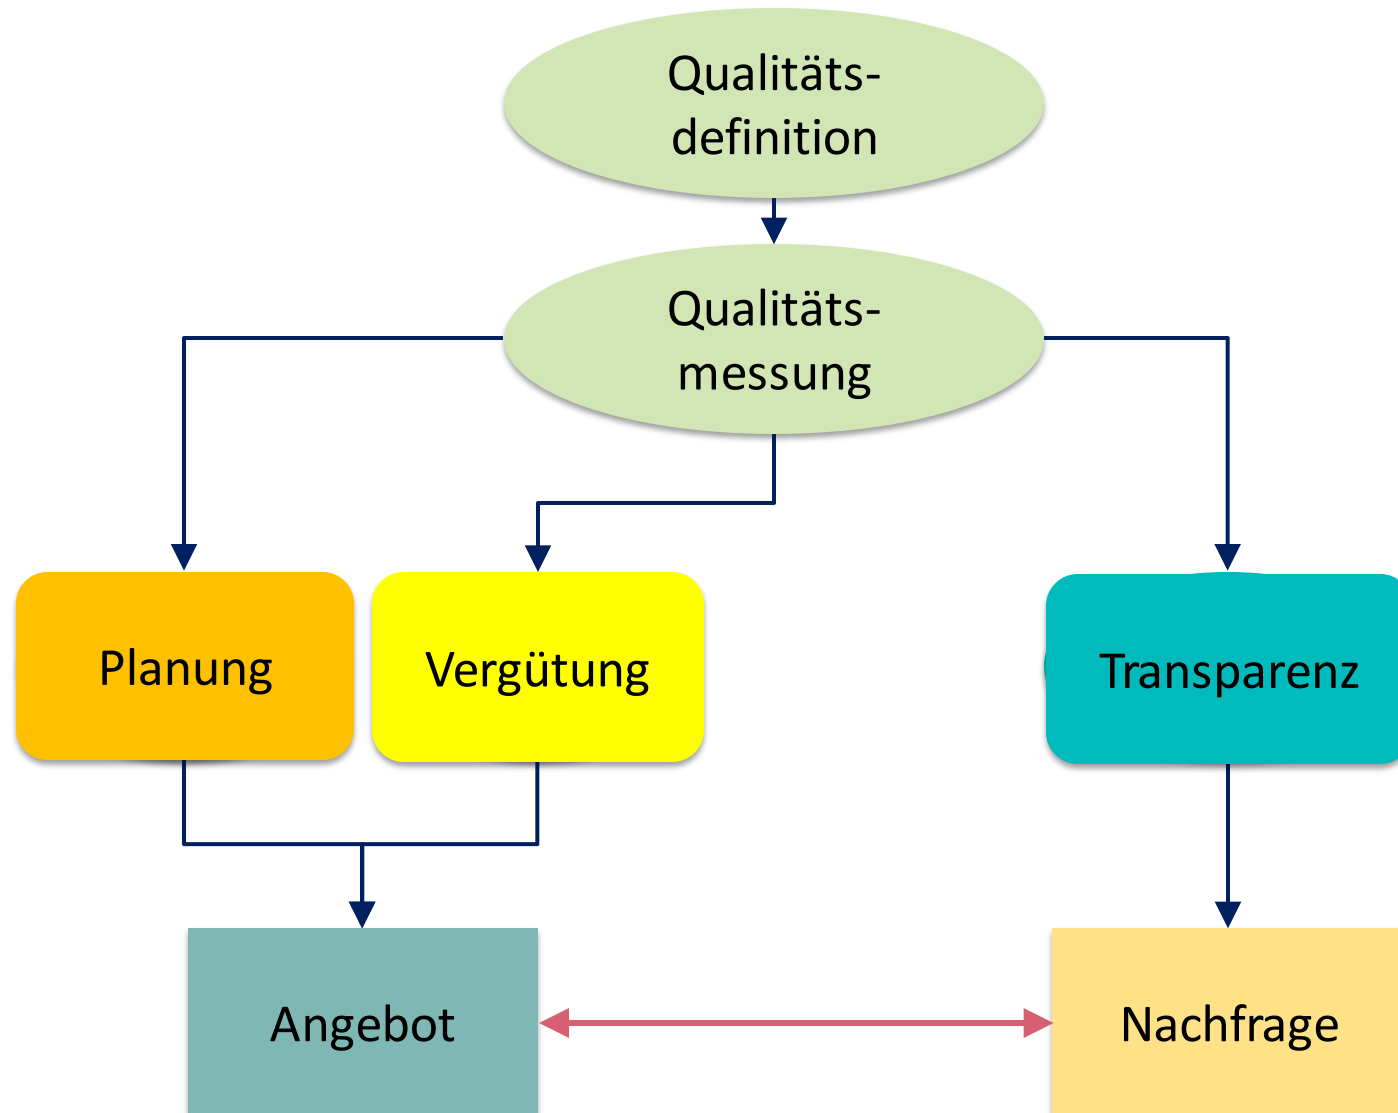 Qualitäts-
definition
Qualitäts-
messung
Planung
Vergütung
Transparenz
Angebot
Nachfrage